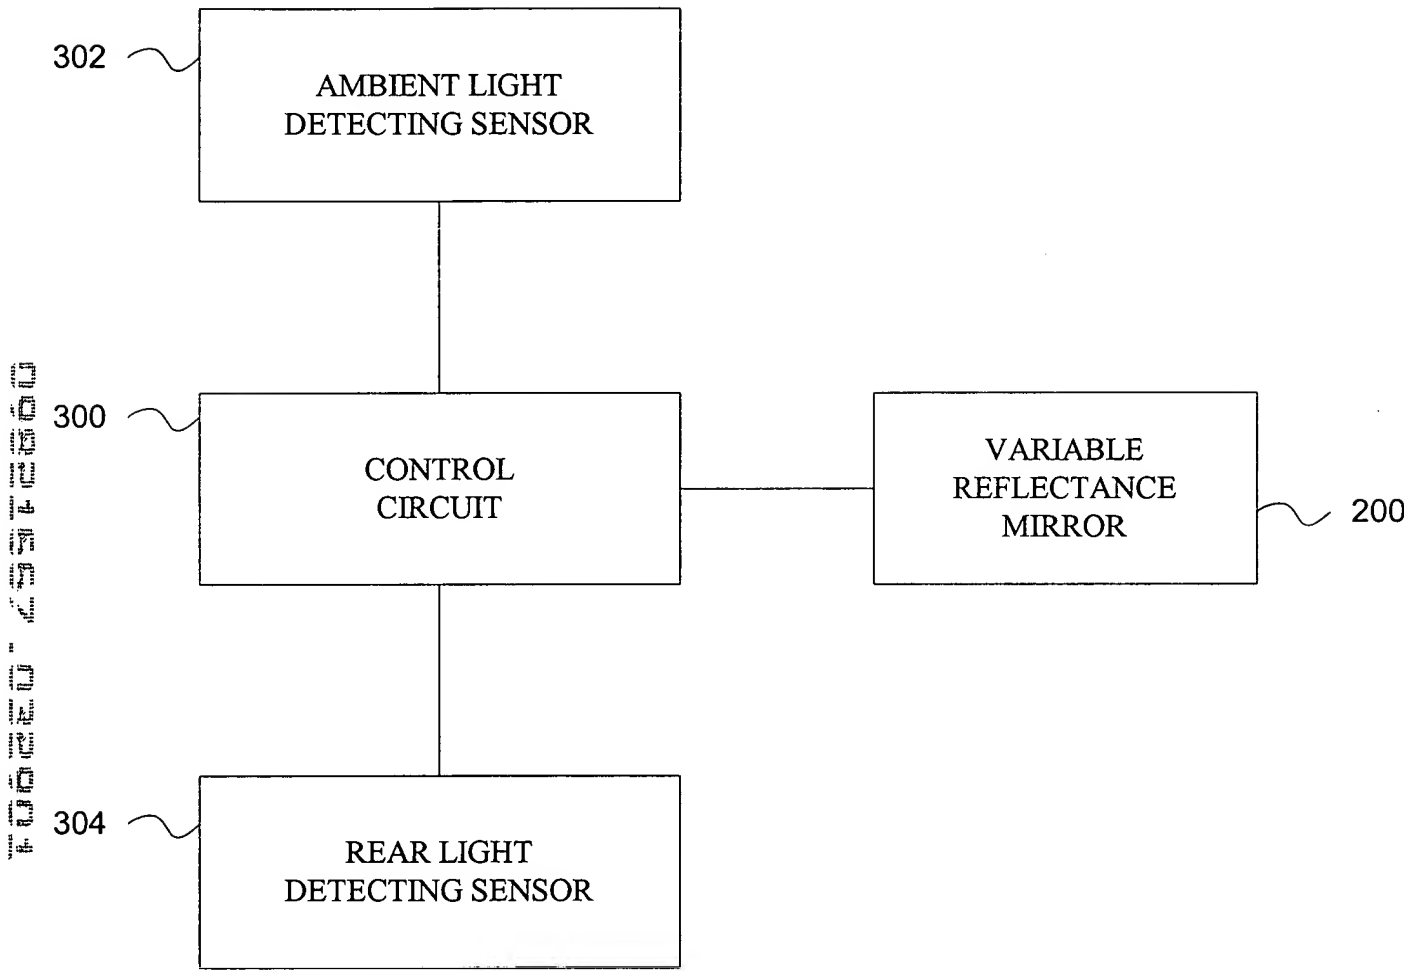 302
AMBIENT LIGHT
DETECTING SENSOR
300
CONTROL
CIRCUIT
VARIABLE
REFLECTANCE
MIRROR
200
304
REAR LIGHT
DETECTING SENSOR